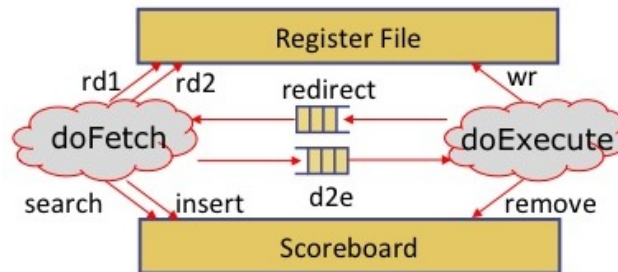 Register File
rd1
rd2
wr
redirect
doFetch
doExecute
d2e
search
insert
remove
Scoreboard